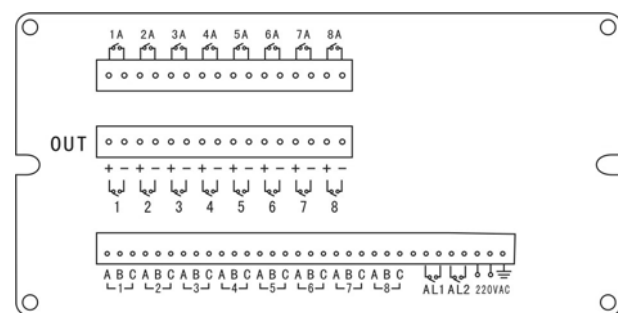 1A 2A 3A 4A 5A 6A 7A 8A
OUT
+ - + - + - + - + - + - + - + -
1 2 3 4 5 6 7 8
A B C A B C A B C A B C A B C A B C A B C A B C
1 2 3 4 5 6 7 8 AL1 AL2 220VAC